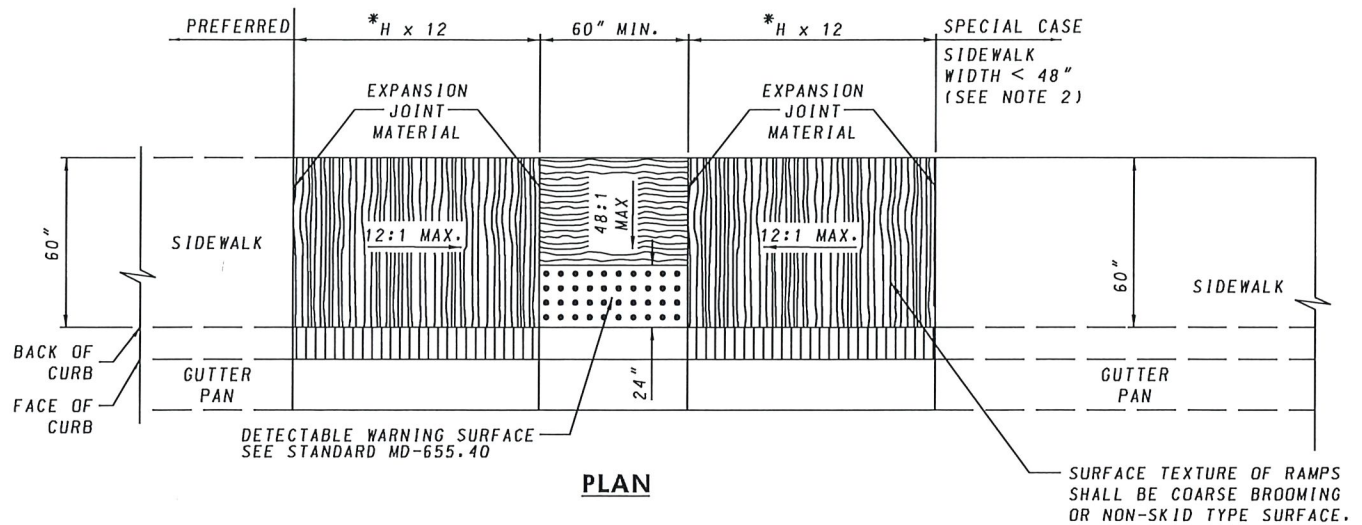 PREFERRED
*H x 12
60" MIN.
*H x 12
SPECIAL CASE
SIDEWALK
WIDTH < 48"
(SEE NOTE 2)
EXPANSION
JOINT
MATERIAL
EXPANSION
JOINT
MATERIAL
60"
SIDEWALK
12:1 MAX.
48:1
MAX
12:1 MAX.
60"
SIDEWALK
BACK OF
CURB
FACE OF
CURB
GUTTER
PAN
24"
GUTTER
PAN
DETECTABLE WARNING SURFACE
SEE STANDARD MD-655.40
PLAN
SURFACE TEXTURE OF RAMPS
SHALL BE COARSE BROOMING
OR NON-SKID TYPE SURFACE.